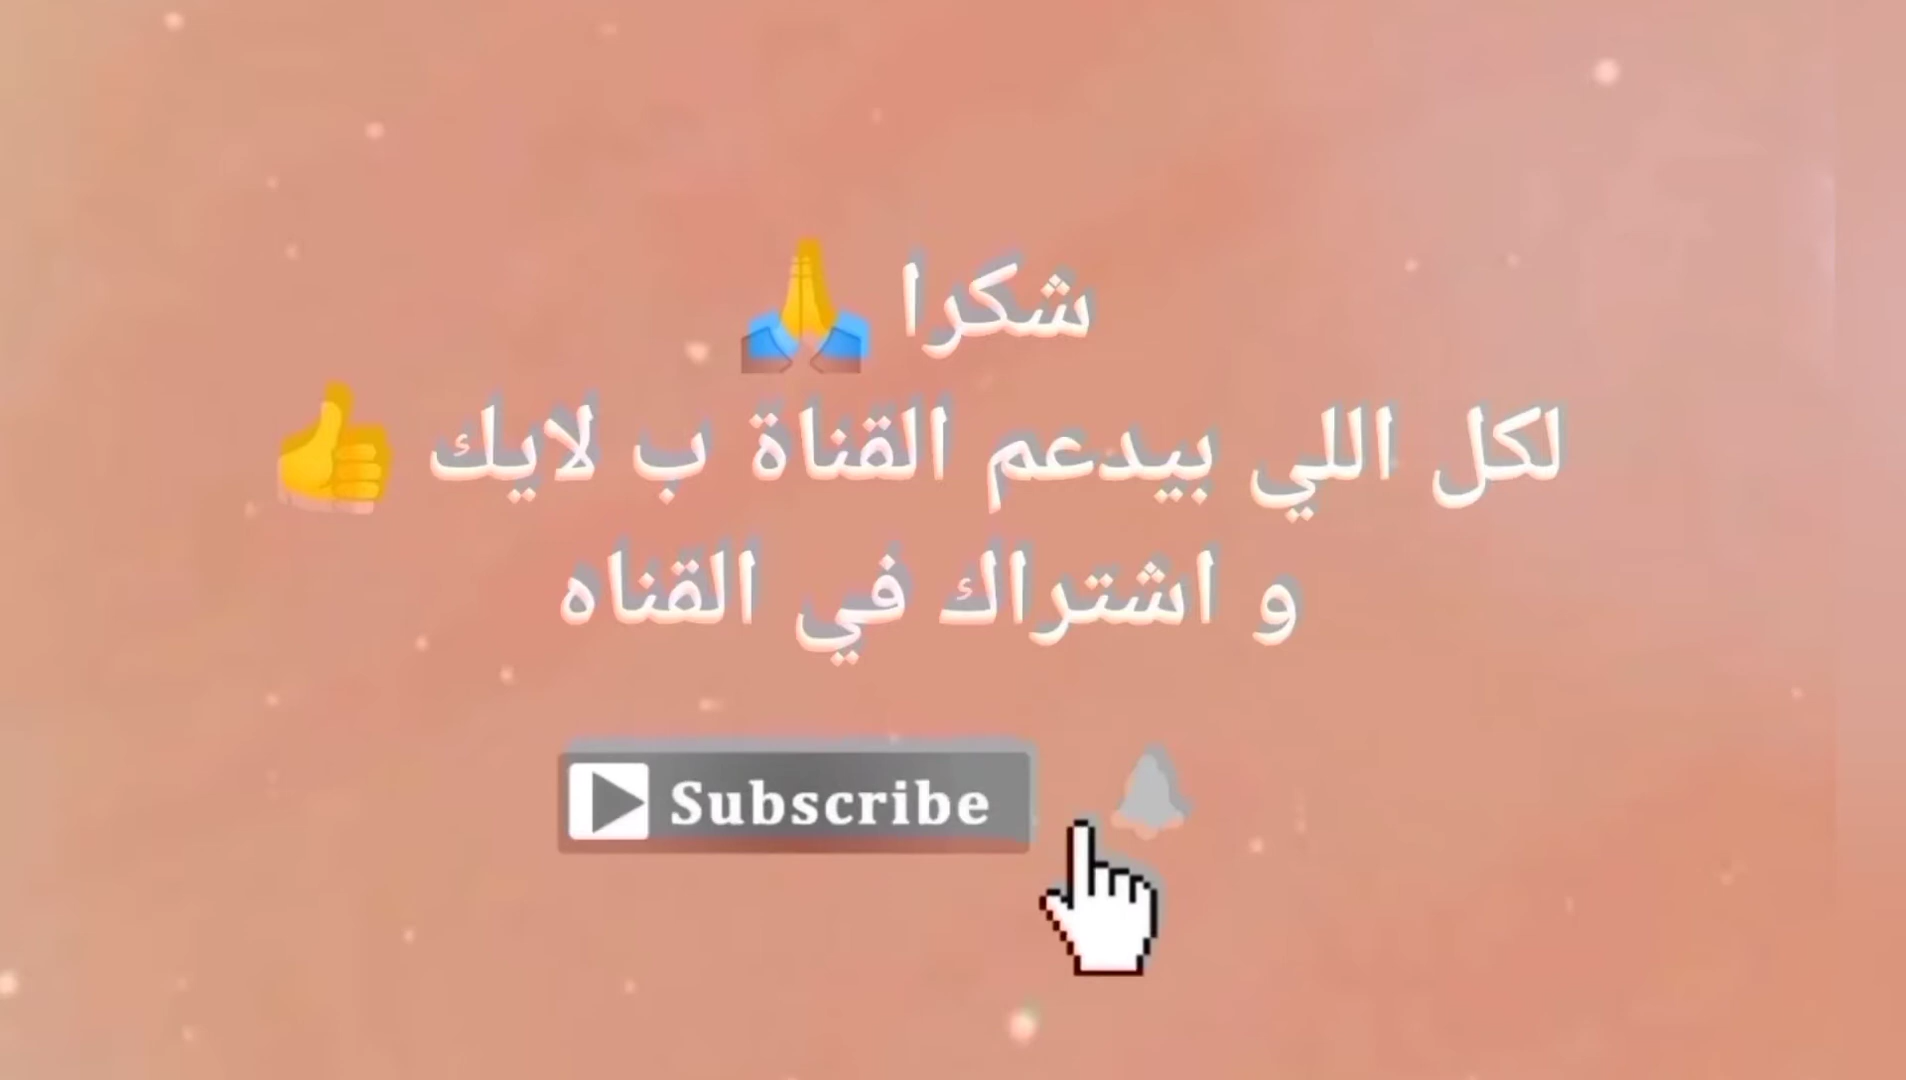 شكرا 🙏
لكل اللي بيدعم القناة ب لايك 👍
و اشتراك في القناه
Subscribe